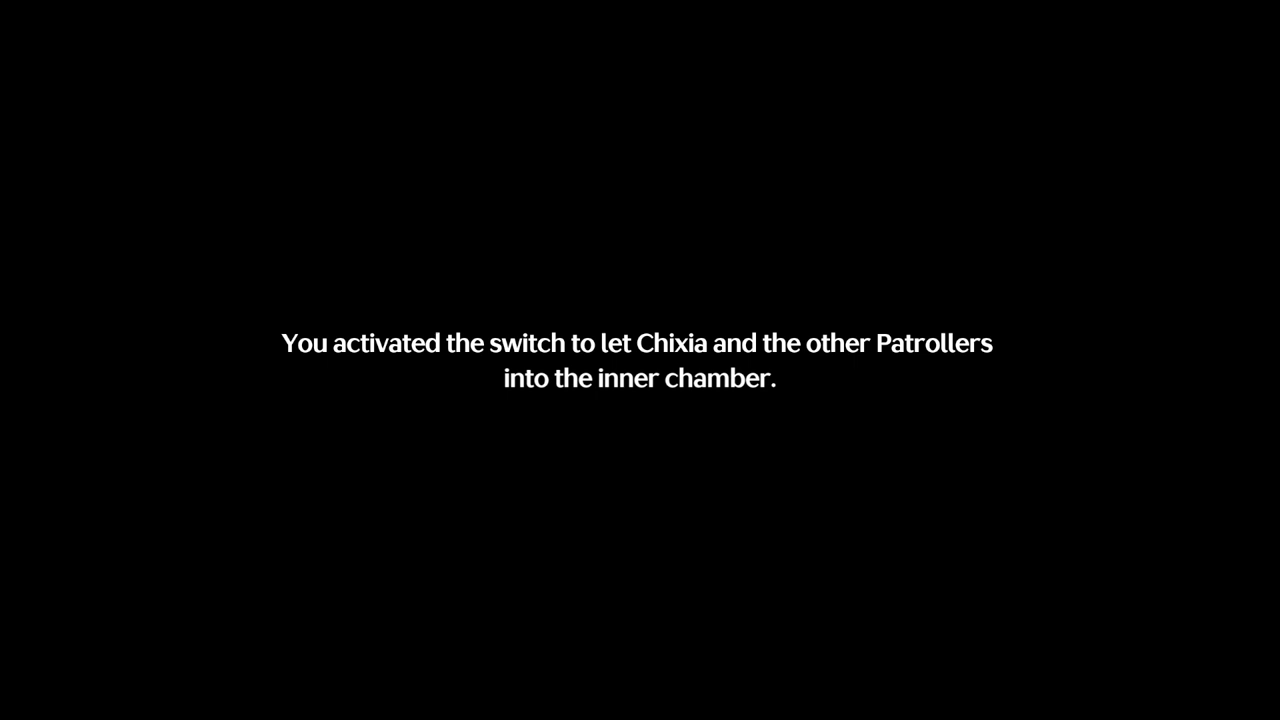 You activated the switch to let Chixia and the other Patrollers
into the inner chamber.